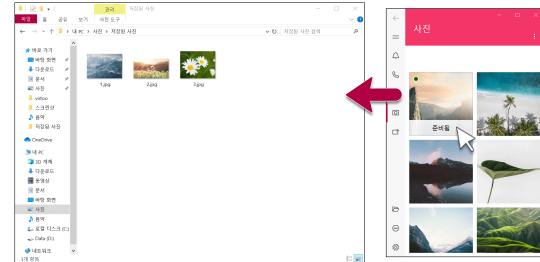 관리
저장된 사진
파일
홈
공유
보기
사진 도구
내 PC > 사진 > 저장된 사진
저장된 사진 검색
바로 가기
바탕 화면
다운로드
문서
사진
virtoo
스크린샷
음악
저장된 사진
OneDrive
내 PC
3D 개체
다운로드
동영상
문서
바탕 화면
사진
음악
로컬 디스크 (C:)
Data (D:)
네트워크
3개 항목
1.jpg
2.jpg
3.jpg
사진
준비됨